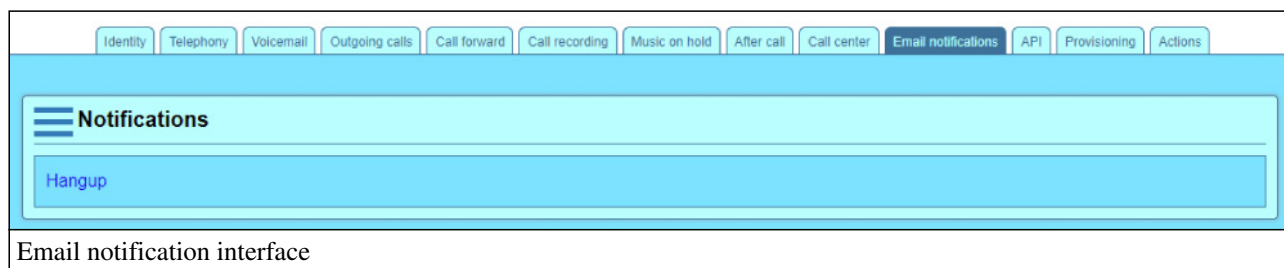 Identity Telephony Voicemail Outgoing calls Call forward Call recording Music on hold After call Call center Email notifications API Provisioning Actions
Notifications
Hangup
Email notification interface